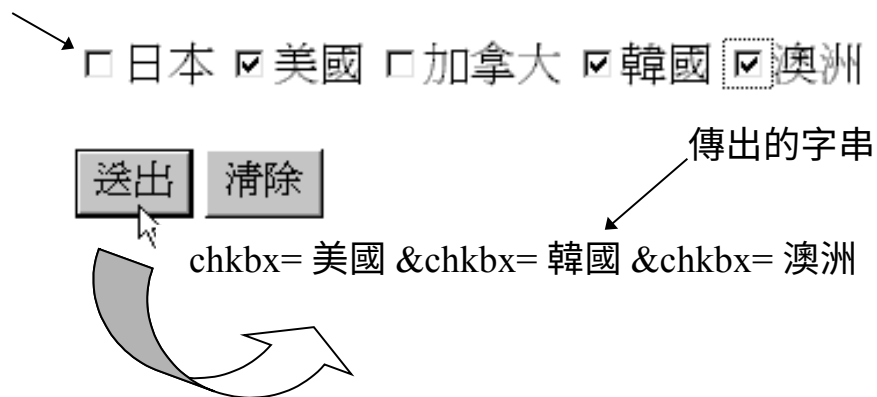 日本 美國 加拿大 韓國 澳洲
傳出的字串
送出 清除
chkbx= 美國 &chkbx= 韓國 &chkbx= 澳洲